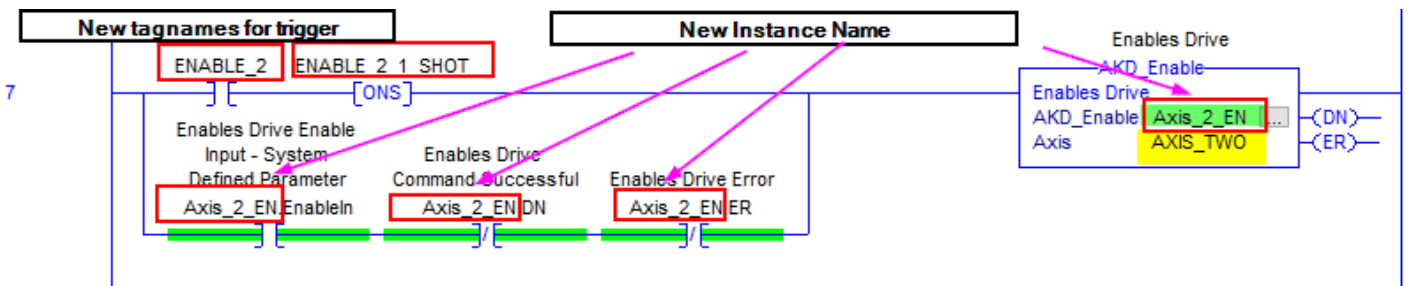 New tagnames for trigger
New Instance Name
Enables Drive
ENABLE_2
ENABLE_2_1_SHOT
AKD_Enable
7
ONS
Enables Drive
AKD_Enable Axis_2_EN ...
Axis AXIS_TWO
DN
ER
Enables Drive Enable
Input - System
Defined Parameter
Axis_2_EN.EnableIn
Enables Drive
Command Successful
Axis_2_EN.DN
Enables Drive Error
Axis_2_EN.ER